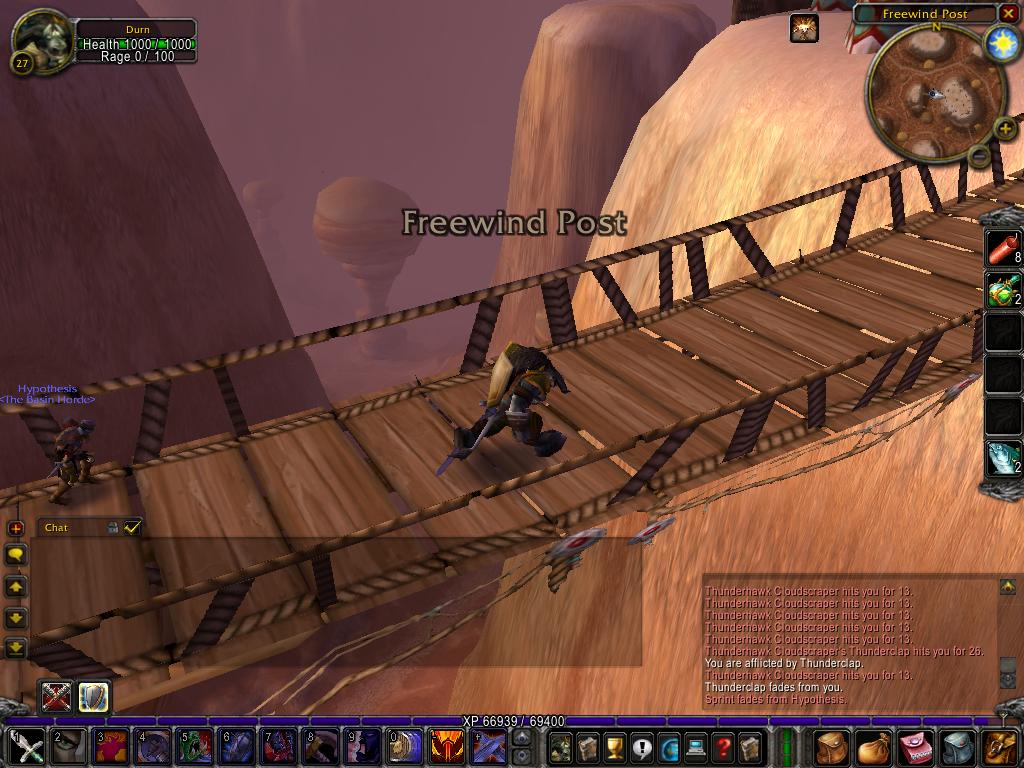 Durn
Health 1000 / 1000
Rage 0 / 100
27
Freewind Post
N
Freewind Post
8
2
2
Hypothesis
<The Basin Horde>
Chat
Thunderhawk Cloudscraper hits you for 13.
Thunderhawk Cloudscraper hits you for 13.
Thunderhawk Cloudscraper hits you for 13.
Thunderhawk Cloudscraper hits you for 13.
Thunderhawk Cloudscraper hits you for 13.
Thunderhawk Cloudscraper's Thunderclap hits you for 26.
You are afflicted by Thunderclap.
Thunderhawk Cloudscraper hits you for 13.
Thunderclap fades from you.
Sprint fades from Hypothesis.
XP 66939 / 69400
1 2 3 4 5 6 7 8 9 0 - +